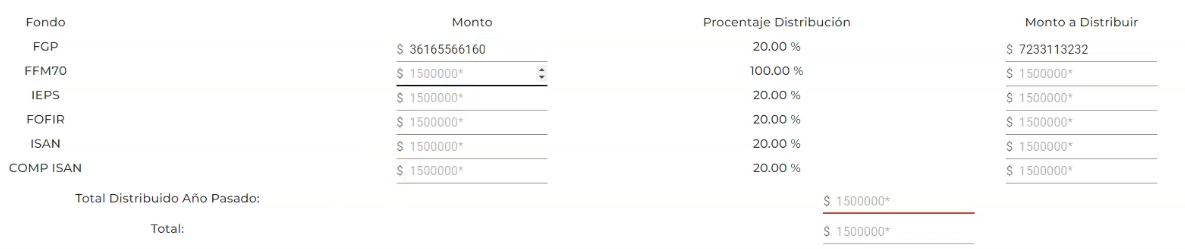 Fondo Monto Procentaje Distribución Monto a Distribuir
FGP $ 36165566160 20.00 % $ 7233113232
FFM70 $ 1500000* 100.00 % $ 1500000*
IEPS $ 1500000* 20.00 % $ 1500000*
FOFIR $ 1500000* 20.00 % $ 1500000*
ISAN $ 1500000* 20.00 % $ 1500000*
COMP ISAN $ 1500000* 20.00 % $ 1500000*
Total Distribuido Año Pasado: $ 1500000*
Total: $ 1500000*